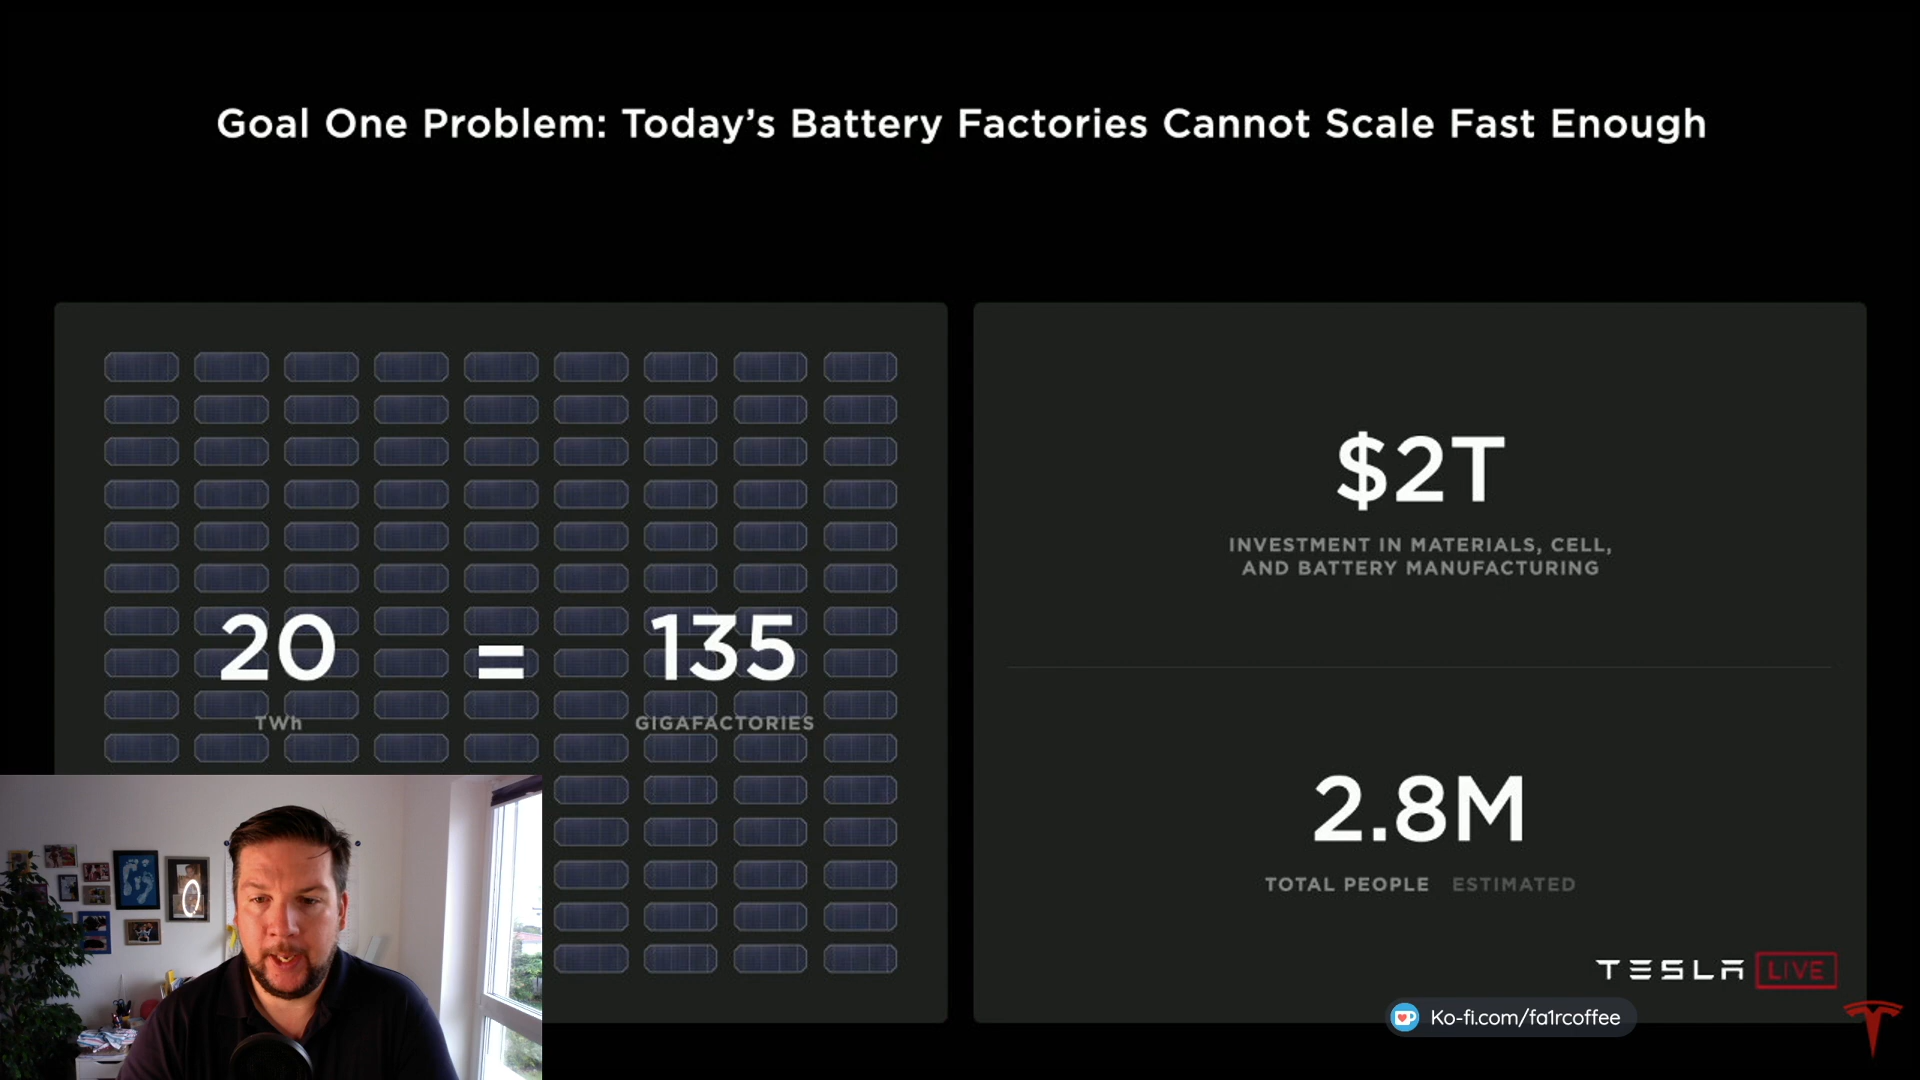 Goal One Problem: Today's Battery Factories Cannot Scale Fast Enough
20 = 135
TWh GIGAFACTORIES
$2T
INVESTMENT IN MATERIALS, CELL,
AND BATTERY MANUFACTURING
2.8M
TOTAL PEOPLE ESTIMATED
TESLA LIVE
Ko-fi.com/fa1rcoffee